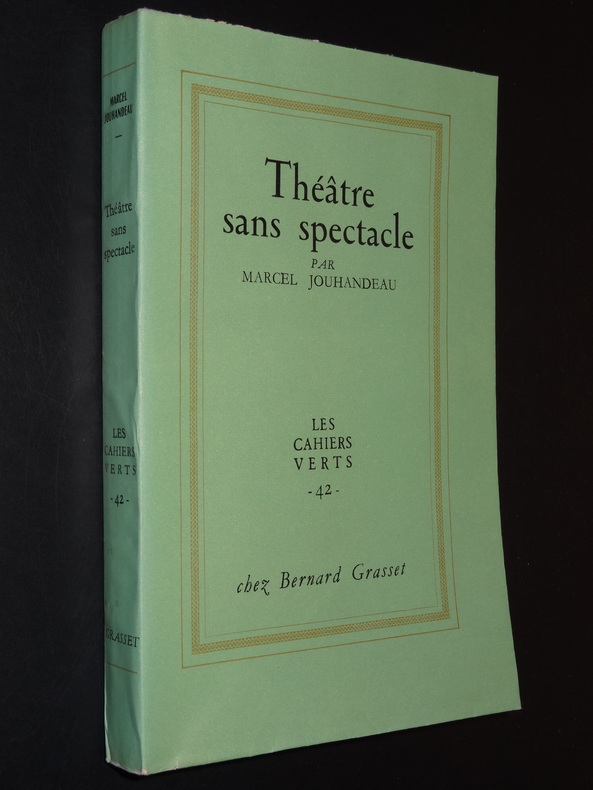 Théâtre
sans spectacle
PAR
MARCEL JOUHANDEAU
LES
CAHIERS
VERTS
-42-
chez Bernard Grasset
MARCEL
JOUHANDEAU
Théâtre
sans
spectacle
LES
CAHIERS
VERTS
-42-
GRASSET